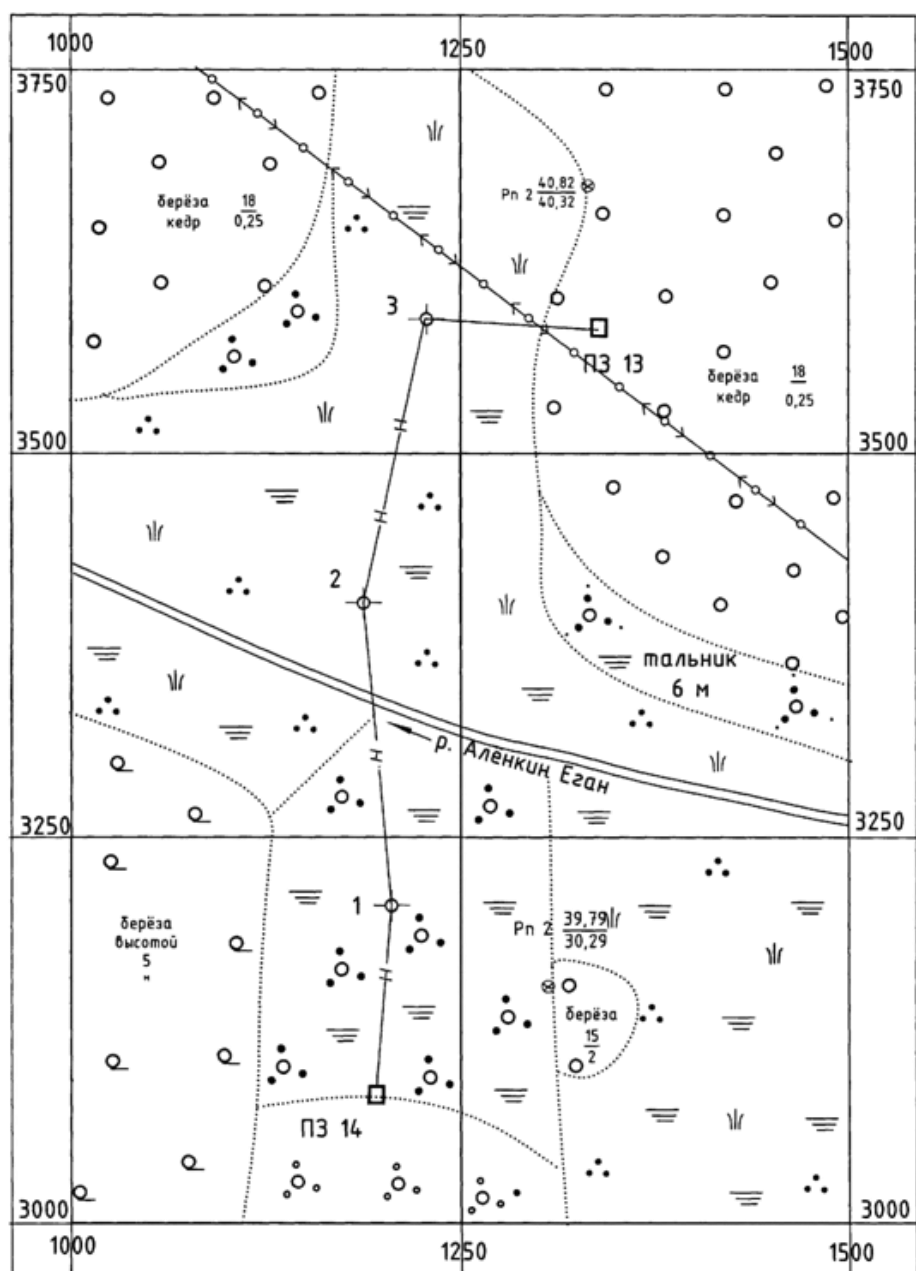 1000 1250 1500
3750 3750
Рп 2 40,82
40,32
берёза 18
кедр 0,25
3
ПЗ 13
берёза 18
кедр 0,25
3500 3500
2
тальник
6 м
р. Алёнкин Еган
3250 3250
1
берёза
высотой
5
м
Рп 2 39,79
30,29
берёза
15
2
ПЗ 14
3000 3000
1000 1250 1500